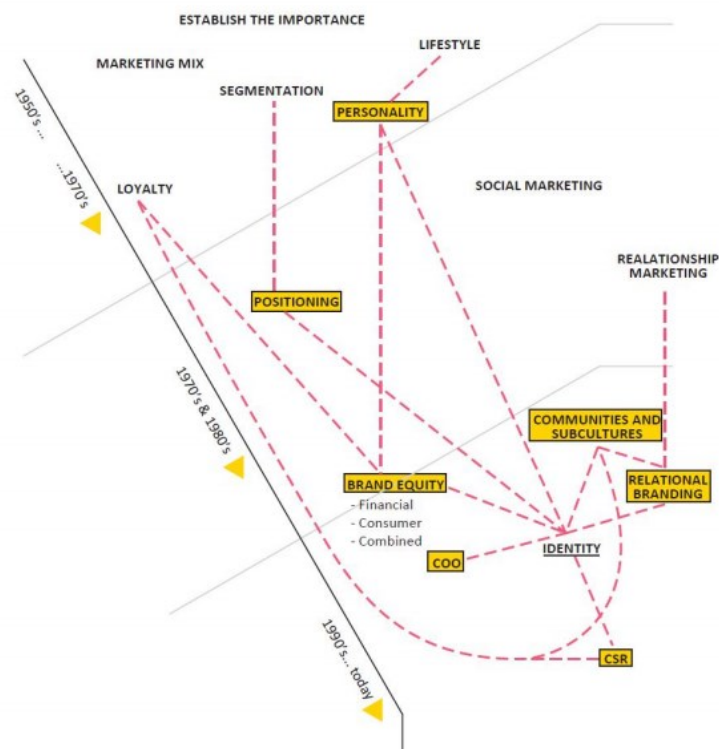 ESTABLISH THE IMPORTANCE
LIFESTYLE
MARKETING MIX
SEGMENTATION
PERSONALITY
1950's ...
...1970's
LOYALTY
SOCIAL MARKETING
REALATIONSHIP
MARKETING
POSITIONING
1970's & 1980's
COMMUNITIES AND
SUBCULTURES
BRAND EQUITY
- Financial
- Consumer
- Combined
RELATIONAL
BRANDING
IDENTITY
COO
1990's... today
CSR